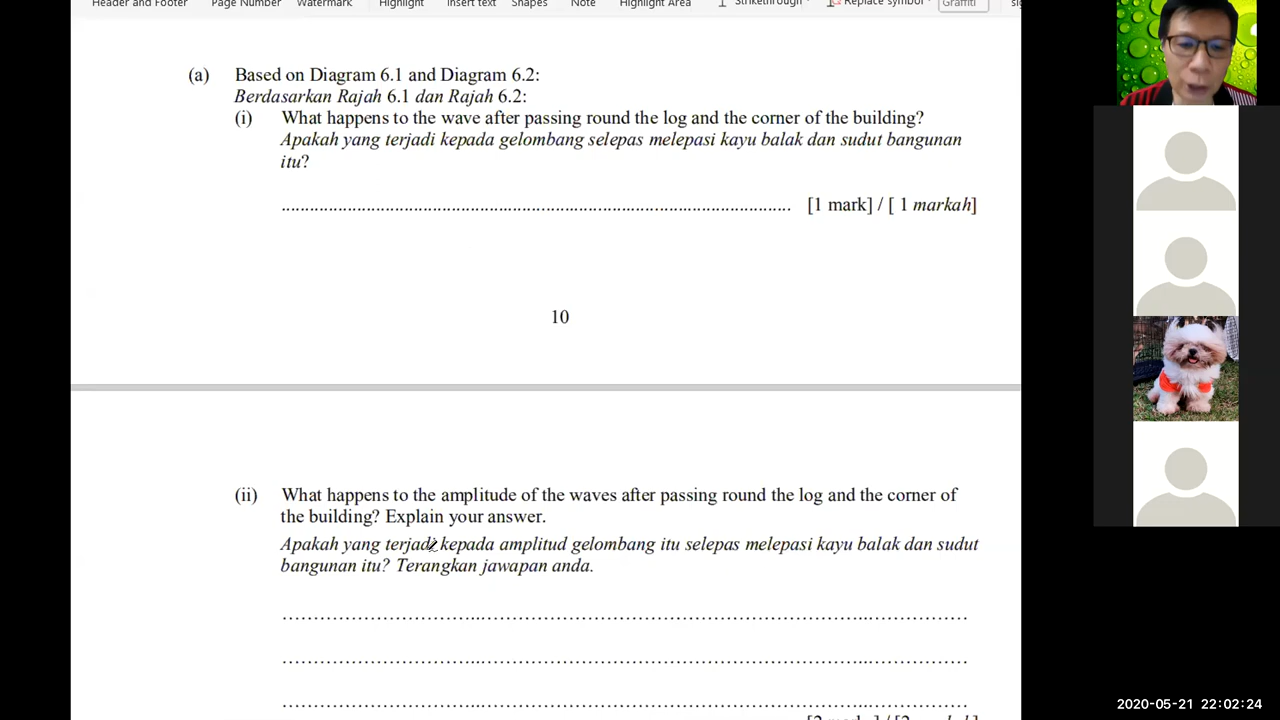 Header and Footer Page Number Watermark Highlight Insert text Shapes Note Highlight Area Strikethrough Replace symbol Graffiti
(a) Based on Diagram 6.1 and Diagram 6.2:
Berdasarkan Rajah 6.1 dan Rajah 6.2:
(i) What happens to the wave after passing round the log and the corner of the building?
Apakah yang terjadi kepada gelombang selepas melepasi kayu balak dan sudut bangunan
itu?
.................................................................................................... [1 mark] / [ 1 markah]
10
(ii) What happens to the amplitude of the waves after passing round the log and the corner of
the building? Explain your answer.
Apakah yang terjadi kepada amplitud gelombang itu selepas melepasi kayu balak dan sudut
bangunan itu? Terangkan jawapan anda.
2020-05-21 22:02:24